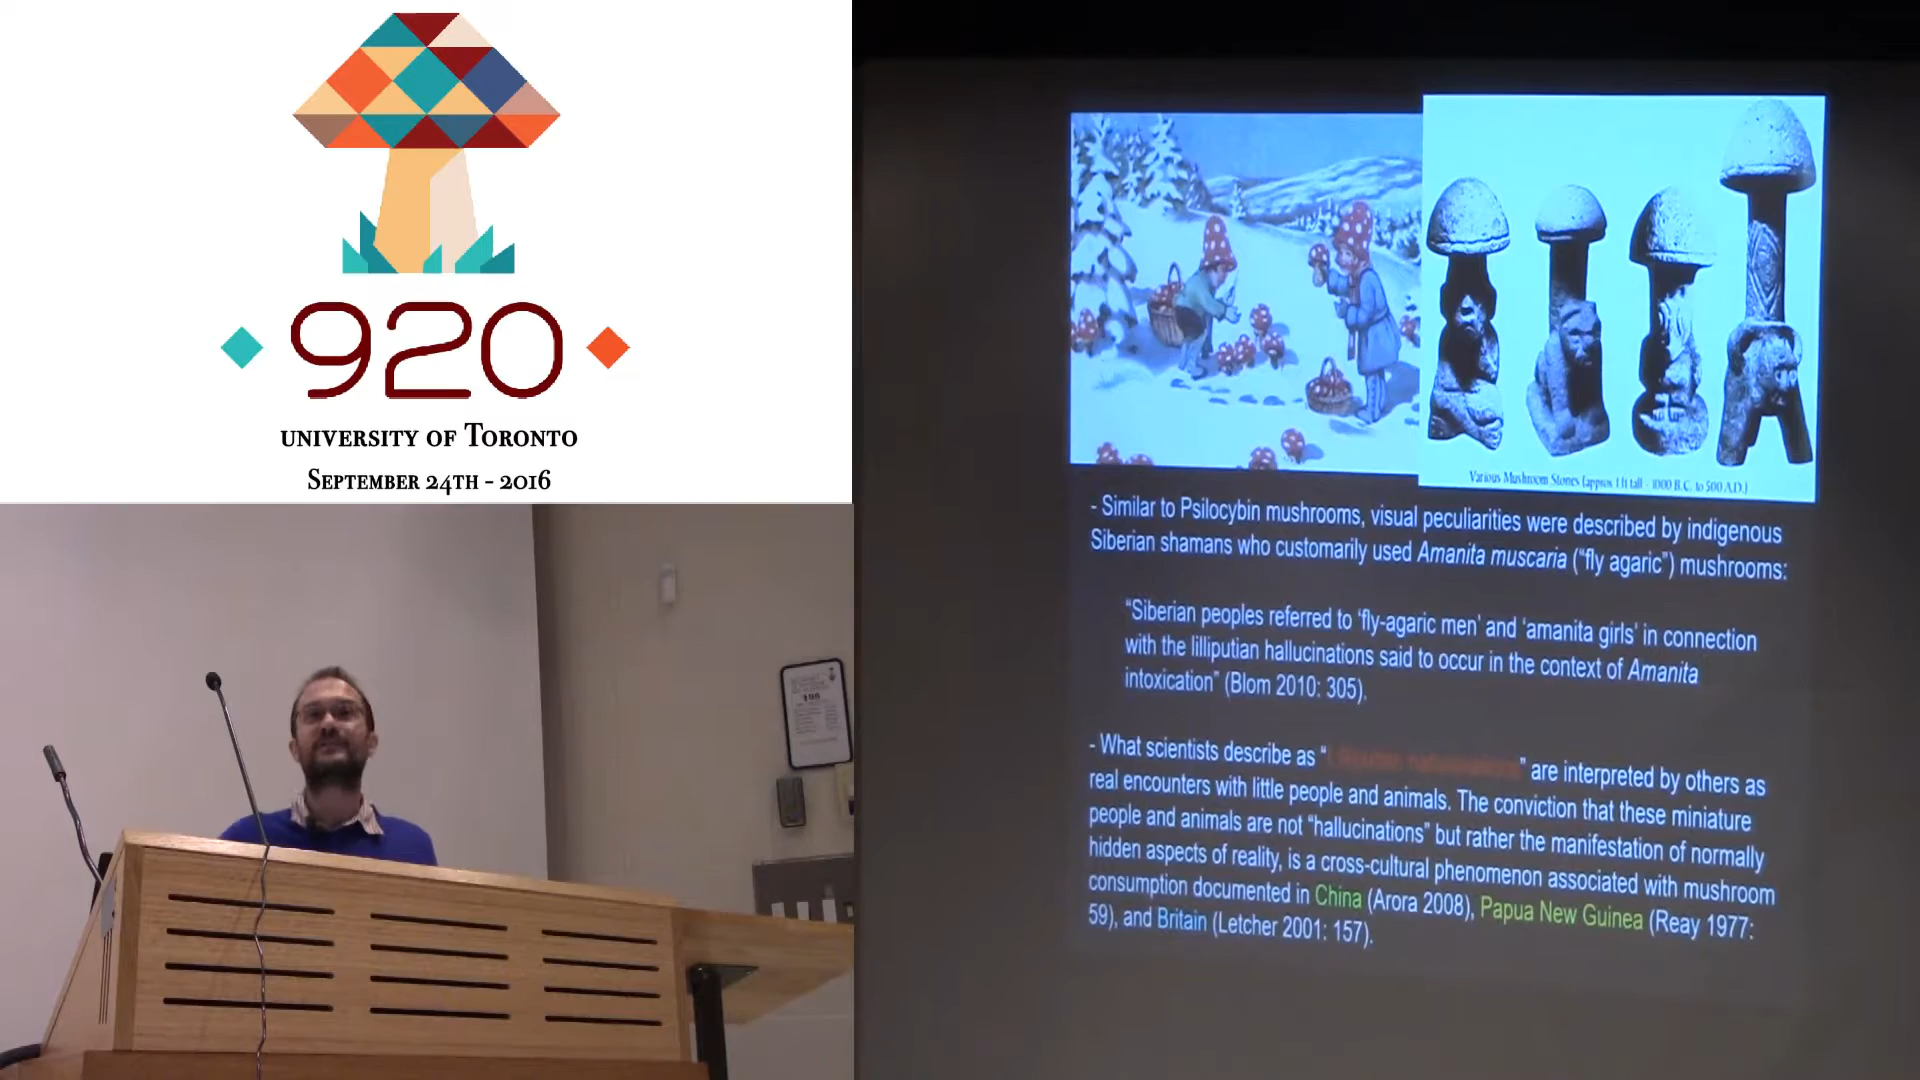 920
UNIVERSITY OF TORONTO
SEPTEMBER 24TH - 2016
Various Mushroom Stones (approx 1 ft tall - 1000 B.C. to 500 A.D.)
- Similar to Psilocybin mushrooms, visual peculiarities were described by indigenous
Siberian shamans who customarily used Amanita muscaria (“fly agaric”) mushrooms:
“Siberian peoples referred to ‘fly-agaric men’ and ‘amanita girls’ in connection
with the lilliputian hallucinations said to occur in the context of Amanita
intoxication” (Blom 2010: 305).
- What scientists describe as “ ” are interpreted by others as
real encounters with little people and animals. The conviction that these miniature
people and animals are not “hallucinations” but rather the manifestation of normally
hidden aspects of reality, is a cross-cultural phenomenon associated with mushroom
consumption documented in China (Arora 2008), Papua New Guinea (Reay 1977:
59), and Britain (Letcher 2001: 157).